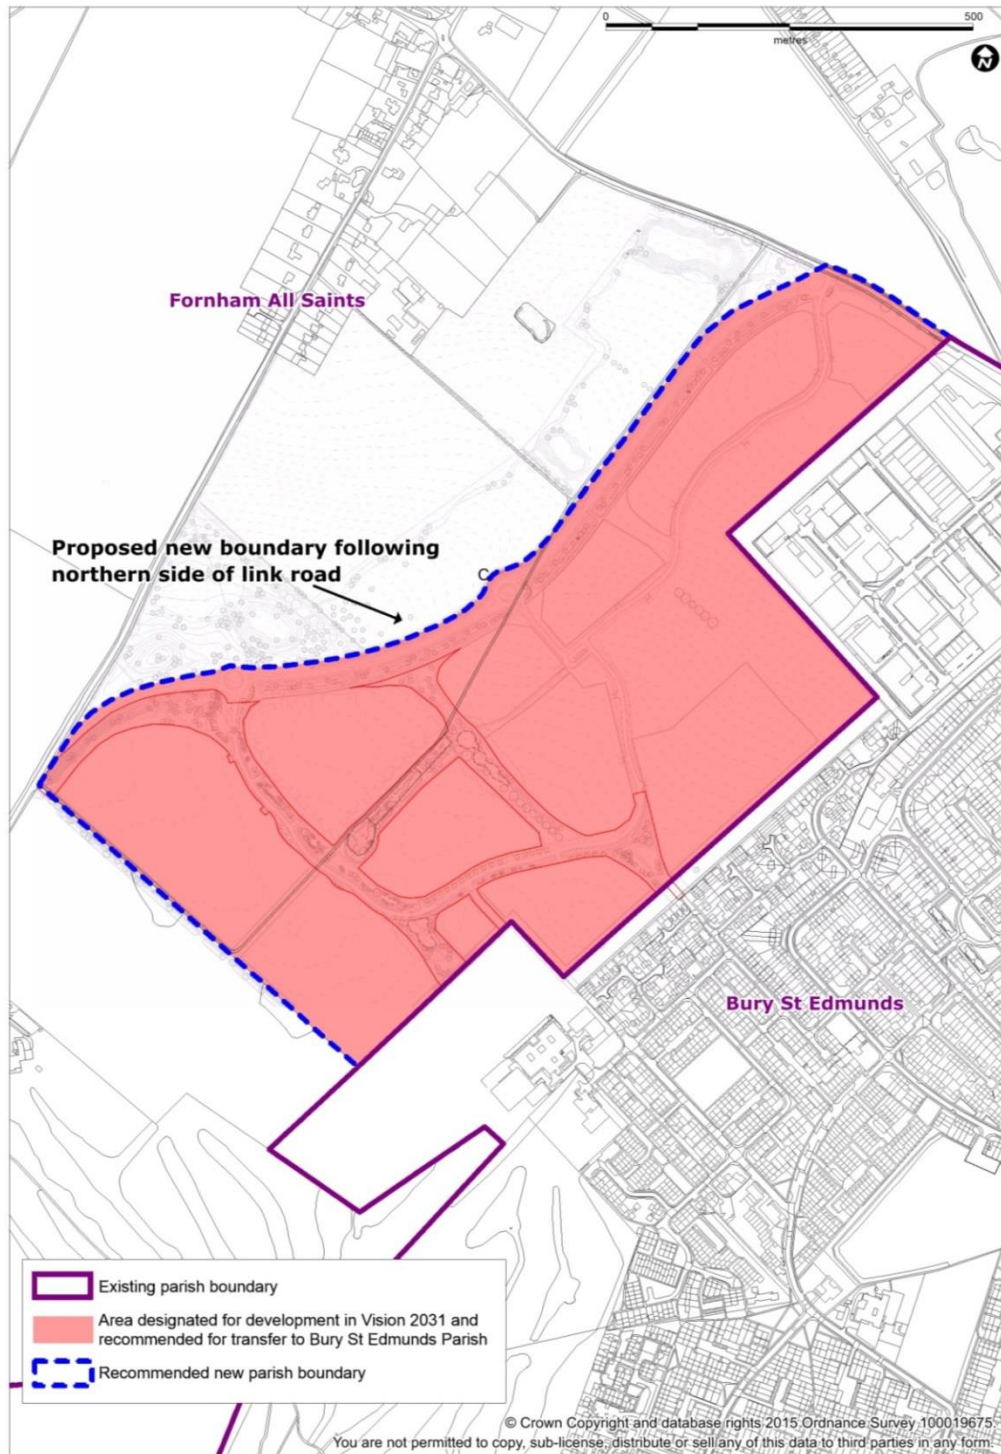 0 500
metres
N
Fornham All Saints
Proposed new boundary following
northern side of link road
C
Bury St Edmunds
Existing parish boundary
Area designated for development in Vision 2031 and
recommended for transfer to Bury St Edmunds Parish
Recommended new parish boundary
© Crown Copyright and database rights 2015 Ordnance Survey 100019675.
You are not permitted to copy, sub-license, distribute or sell any of this data to third parties in any form.